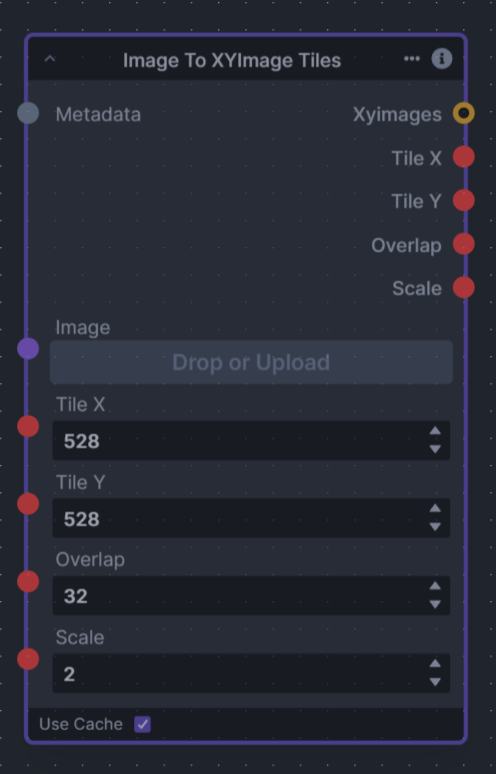 Image To XYImage Tiles
Metadata
Xyimages
Tile X
Tile Y
Overlap
Scale
Image
Drop or Upload
Tile X
528
Tile Y
528
Overlap
32
Scale
2
Use Cache